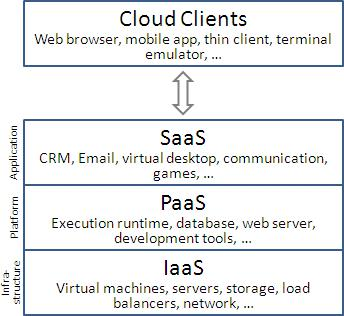 Cloud Clients
Web browser, mobile app, thin client, terminal
emulator, ...
Application
SaaS
CRM, Email, virtual desktop, communication,
games, ...
Platform
PaaS
Execution runtime, database, web server,
development tools, ...
Infra-
structure
IaaS
Virtual machines, servers, storage, load
balancers, network, ...